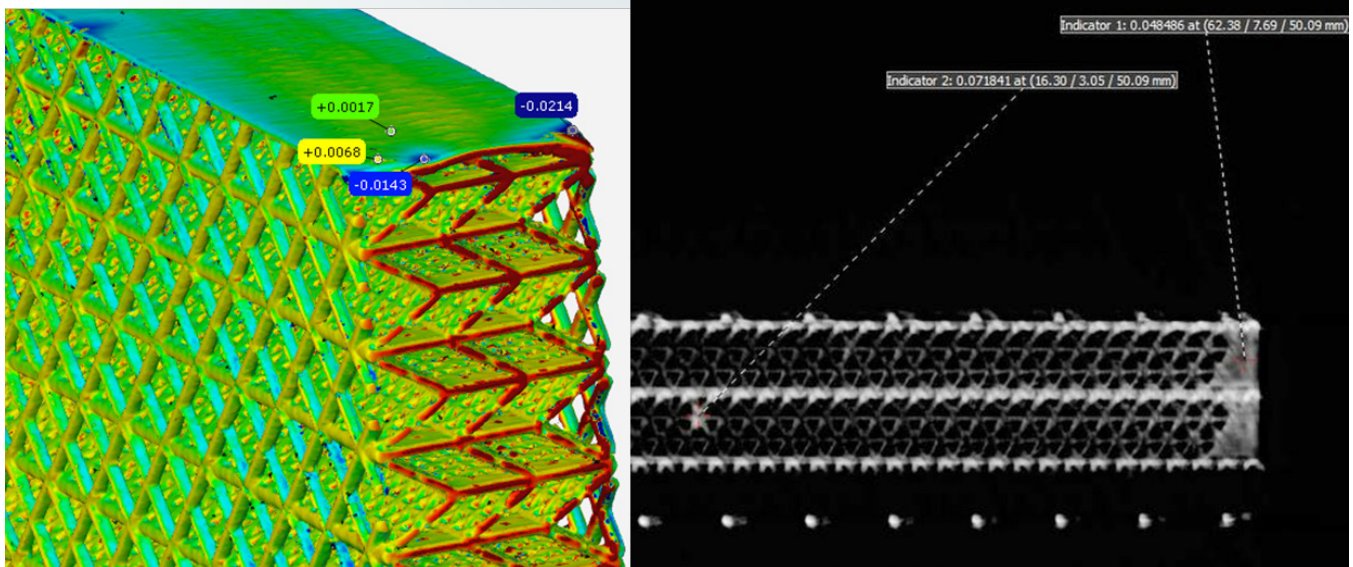 +0.0017
-0.0214
+0.0068
-0.0143
Indicator 1: 0.048486 at (62.38 / 7.69 / 50.09 mm)
Indicator 2: 0.071841 at (16.30 / 3.05 / 50.09 mm)